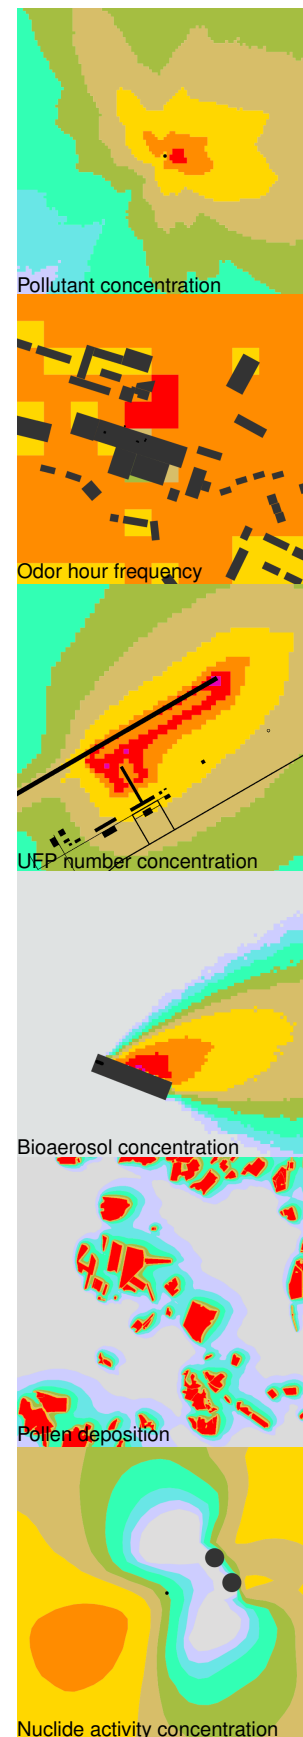 Pollutant concentration
Odor hour frequency
UFP number concentration
Bioaerosol concentration
Pollen deposition
Nuclide activity concentration